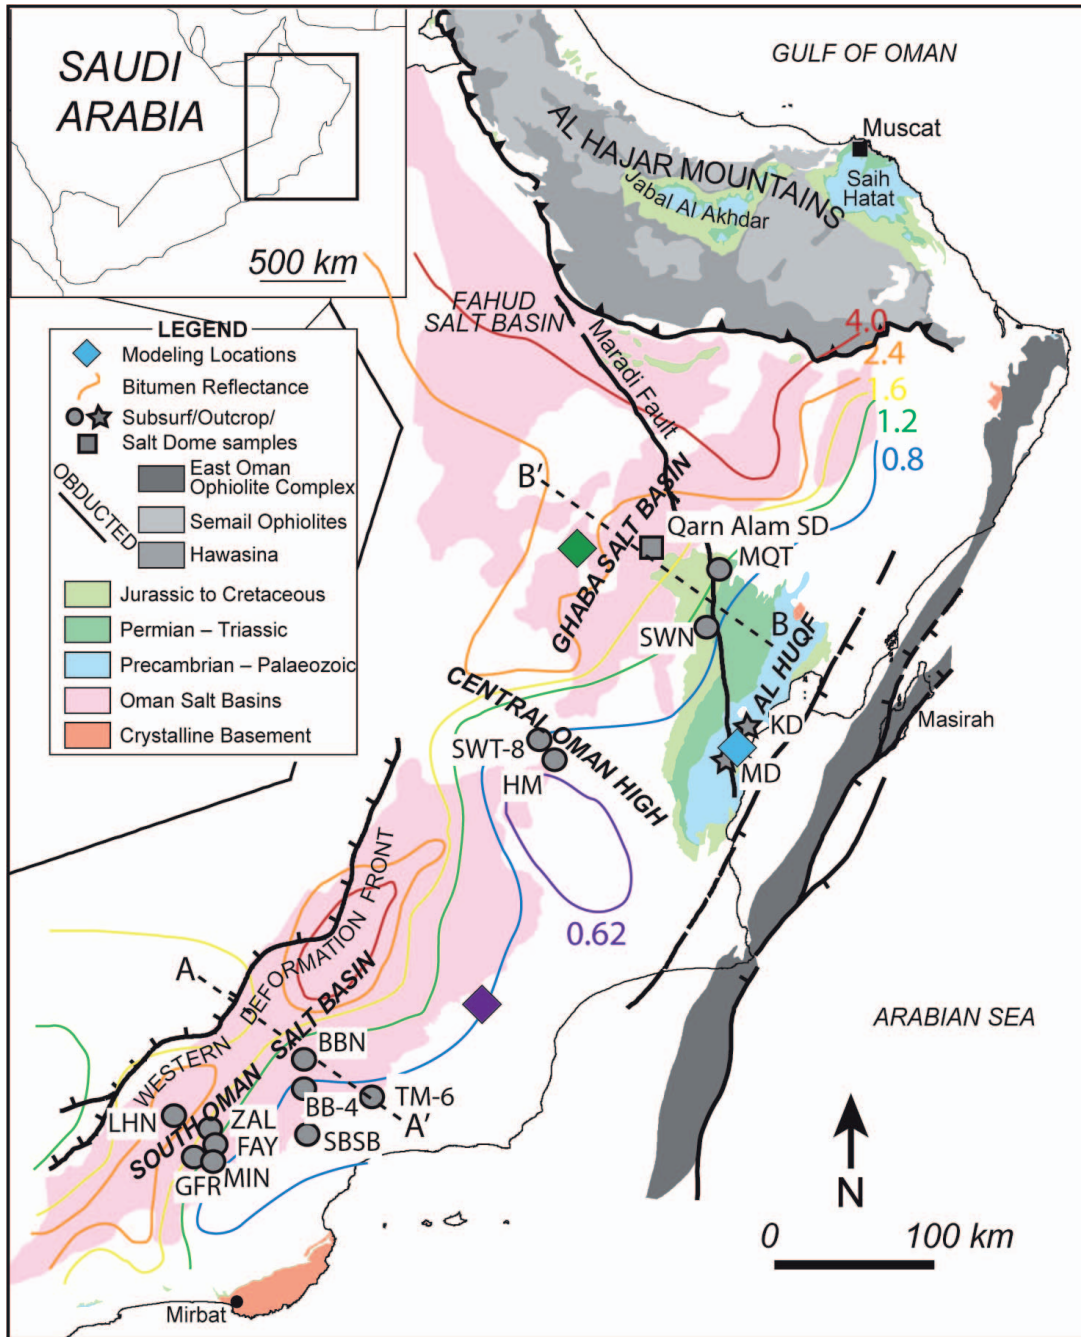 SAUDI
ARABIA
500 km
GULF OF OMAN
Muscat
AL HAJAR MOUNTAINS
Jabal Al Akhdar
Saih
Hatat
FAHUD
SALT BASIN
Maradi Fault
4.0
2.4
1.6
1.2
0.8
LEGEND
Modeling Locations
Bitumen Reflectance
Subsurf/Outcrop/
Salt Dome samples
OBDUCTED
East Oman
Ophiolite Complex
Semail Ophiolites
Hawasina
Jurassic to Cretaceous
Permian – Triassic
Precambrian – Palaeozoic
Oman Salt Basins
Crystalline Basement
B'
GHABA SALT BASIN
Qarn Alam SD
MQT
SWN
B
AL HUQF
KD
MD
Masirah
CENTRAL OMAN HIGH
SWT-8
HM
0.62
A
WESTERN DEFORMATION FRONT
SOUTH OMAN SALT BASIN
BBN
BB-4
TM-6
A'
SBSB
LHN
ZAL
FAY
GFR
MIN
ARABIAN SEA
N
0 100 km
Mirbat